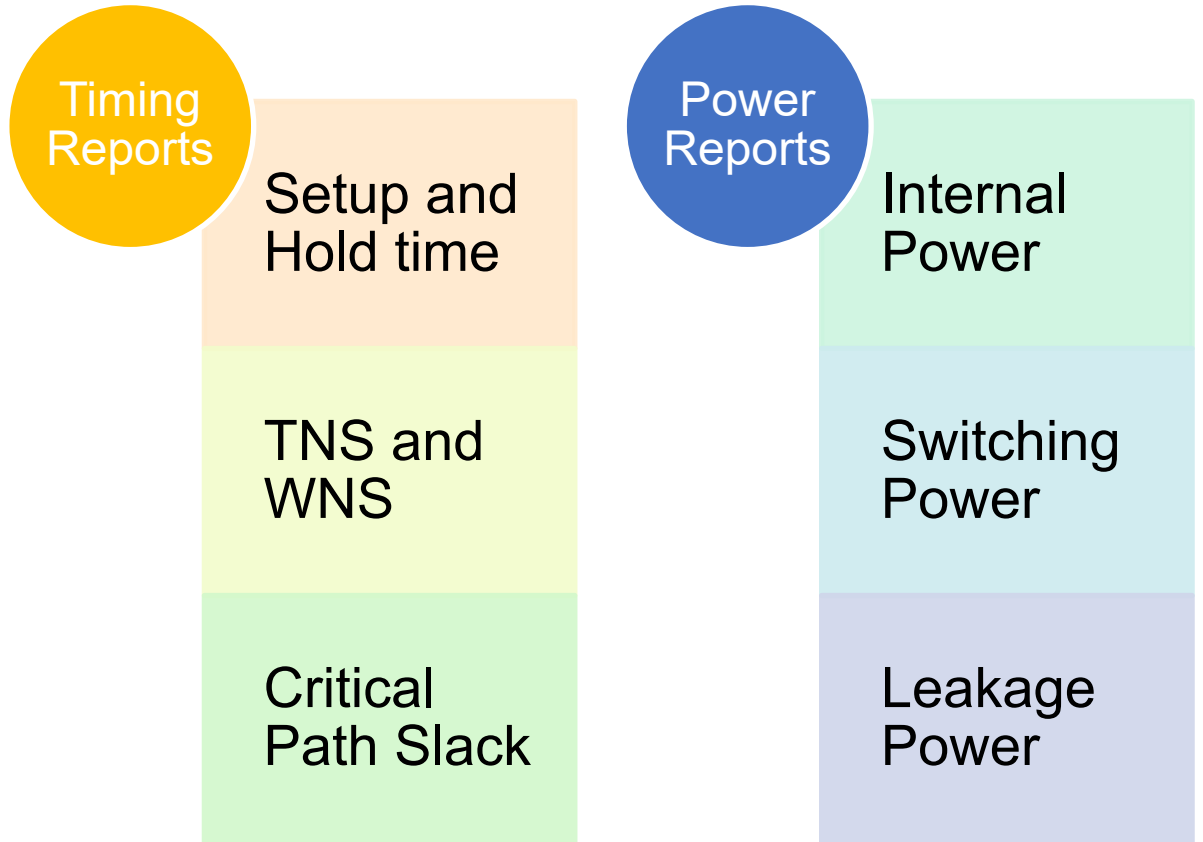 Timing
Reports
Setup and
Hold time
TNS and
WNS
Critical
Path Slack
Power
Reports
Internal
Power
Switching
Power
Leakage
Power